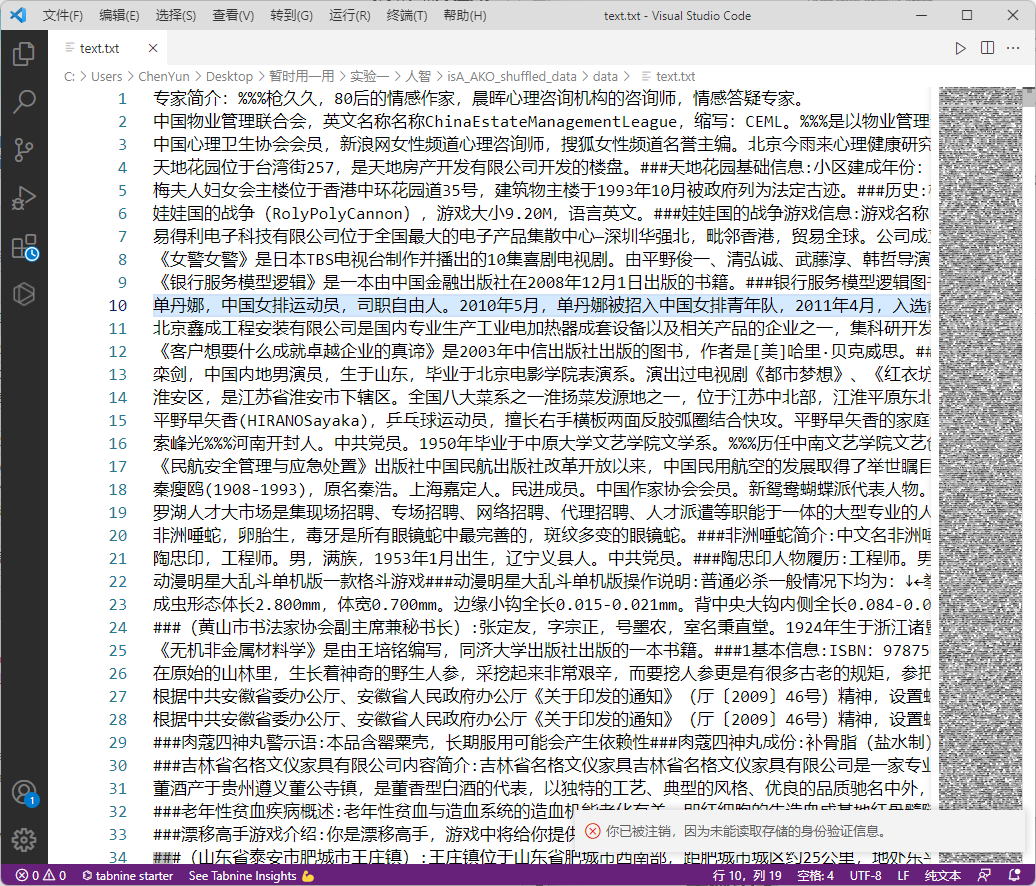 文件(F) 编辑(E) 选择(S) 查看(V) 转到(G) 运行(R) 终端(T) 帮助(H) text.txt - Visual Studio Code
text.txt
C: > Users > ChenYun > Desktop > 暂时用一用 > 实验一 > 人智 > isA_AKO_shuffled_data > data > text.txt
1 专家简介：%%%枪久久，80后的情感作家，晨晖心理咨询机构的咨询师，情感答疑专家。
2 中国物业管理联合会，英文名称名称ChinaEstateManagementLeague，缩写：CEML。%%%是以物业管理
3 中国心理卫生协会会员，新浪网女性频道心理咨询师，搜狐女性频道名誉主编。北京今雨来心理健康研究
4 天地花园位于台湾街257，是天地房产开发有限公司开发的楼盘。###天地花园基础信息:小区建成年份：
5 梅夫人妇女会主楼位于香港中环花园道35号，建筑物主楼于1993年10月被政府列为法定古迹。###历史:
6 娃娃国的战争（RolyPolyCannon），游戏大小9.20M，语言英文。###娃娃国的战争游戏信息:游戏名称
7 易得利电子科技有限公司位于全国最大的电子产品集散中心—深圳华强北，毗邻香港，贸易全球。公司成立
8 《女警女警》是日本TBS电视台制作并播出的10集喜剧电视剧。由平野俊一、清弘诚、武藤淳、韩哲导演
9 《银行服务模型逻辑》是一本由中国金融出版社在2008年12月1日出版的书籍。###银行服务模型逻辑图书
10 单丹娜，中国女排运动员，司职自由人。2010年5月，单丹娜被招入中国女排青年队，2011年4月，入选
11 北京鑫成工程安装有限公司是国内专业生产工业电加热器成套设备以及相关产品的企业之一，集科研开发
12 《客户想要什么成就卓越企业的真谛》是2003年中信出版社出版的图书，作者是[美]哈里·贝克威思。##
13 栾剑，中国内地男演员，生于山东，毕业于北京电影学院表演系。演出过电视剧《都市梦想》、《红衣坊
14 淮安区，是江苏省淮安市下辖区。全国八大菜系之一淮扬菜发源地之一，位于江苏中北部，江淮平原东北
15 平野早矢香(HIRANOSayaka)，乒乓球运动员，擅长右手横板两面反胶弧圈结合快攻。平野早矢香的家庭
16 索峰光%%%河南开封人。中共党员。1950年毕业于中原大学文艺学院文学系。%%%历任中南文艺学院文艺
17 《民航安全管理与应急处置》出版社中国民航出版社改革开放以来，中国民用航空的发展取得了举世瞩目
18 秦瘦鸥(1908-1993)，原名秦浩。上海嘉定人。民进成员。中国作家协会会员。新鸳鸯蝴蝶派代表人物。
19 罗湖人才大市场是集现场招聘、专场招聘、网络招聘、代理招聘、人才派遣等职能于一体的大型专业的人
20 非洲唾蛇，卵胎生，毒牙是所有眼镜蛇中最完善的，斑纹多变的眼镜蛇。###非洲唾蛇简介:中文名非洲唾
21 陶忠印，工程师。男，满族，1953年1月出生，辽宁义县人。中共党员。###陶忠印人物履历:工程师。男
22 动漫明星大乱斗单机版一款格斗游戏###动漫明星大乱斗单机版操作说明:普通必杀一般情况下均为：↓←拳
23 成虫形态体长2.800mm，体宽0.700mm。边缘小钩全长0.015-0.021mm。背中央大钩内侧全长0.084-0.0
24 ###（黄山市书法家协会副主席兼秘书长）:张定友，字宗正，号墨农，室名秉直堂。1924年生于浙江诸暨
25 《无机非金属材料学》是由王培铭编写，同济大学出版社出版的一本书籍。###1基本信息:ISBN：97875
26 在原始的山林里，生长着神奇的野生人参，采挖起来非常艰辛，而要挖人参更是有很多古老的规矩，参把
27 根据中共安徽省委办公厅、安徽省人民政府办公厅《关于印发的通知》（厅〔2009〕46号）精神，设置蚌
28 根据中共安徽省委办公厅、安徽省人民政府办公厅《关于印发的通知》（厅〔2009〕46号）精神，设置蚌
29 ###肉蔻四神丸警示语:本品含罂粟壳，长期服用可能会产生依赖性###肉蔻四神丸成份:补骨脂（盐水制）
30 ###吉林省名格文仪家具有限公司内容简介:吉林省名格文仪家具吉林省名格文仪家具有限公司是一家专业
31 董酒产于贵州遵义董公寺镇，是董香型白酒的代表，以独特的工艺、典型的风格、优良的品质驰名中外，
32 ###老年性贫血疾病概述:老年性贫血与造血系统的造血机能老化有关，即红细胞的生造血成基地红骨髓随
33 ###漂移高手游戏介绍:你是漂移高手，游戏中将给你提供
34 ###（山东省泰安市肥城市王庄镇）:王庄镇位于山东省肥城市西南部，距肥城市城区约25公里，地处东平
你已被注销，因为未能读取存储的身份验证信息。
1
0 0 tabnine starter See Tabnine Insights 行 10，列 19 空格: 4 UTF-8 LF 纯文本